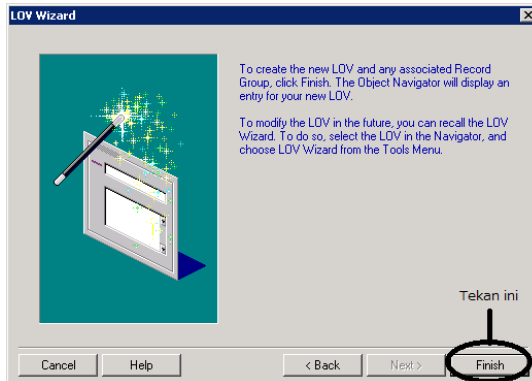 LOV Wizard
To create the new LOV and any associated Record
Group, click Finish. The Object Navigator will display an
entry for your new LOV.
To modify the LOV in the future, you can recall the LOV
Wizard. To do so, select the LOV in the Navigator, and
choose LOV Wizard from the Tools Menu.
Tekan ini
Cancel
Help
< Back
Next >
Finish